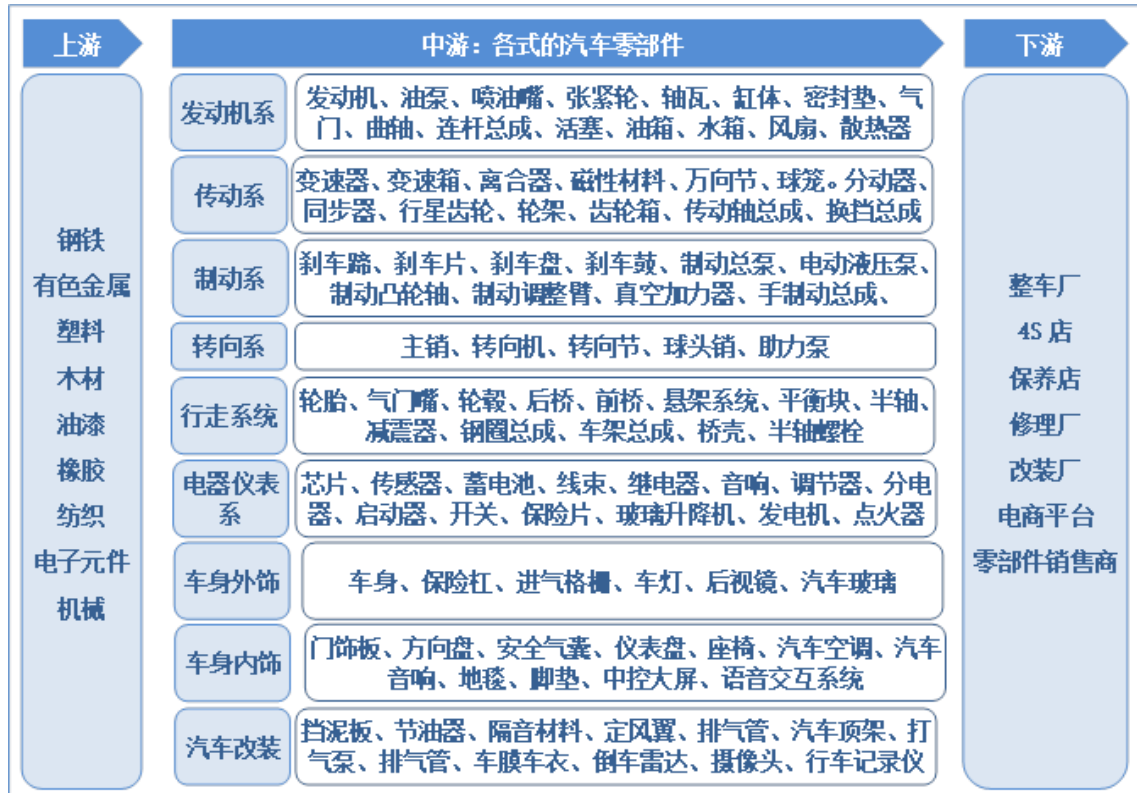 上游
中游：各式的汽车零部件
下游
钢铁
有色金属
塑料
木材
油漆
橡胶
纺织
电子元件
机械
发动机系
发动机、油泵、喷油嘴、张紧轮、轴瓦、缸体、密封垫、气
门、曲轴、连杆总成、活塞、油箱、水箱、风扇、散热器
传动系
变速器、变速箱、离合器、磁性材料、万向节、球笼。分动器、
同步器、行星齿轮、轮架、齿轮箱、传动轴总成、换挡总成
制动系
刹车蹄、刹车片、刹车盘、刹车鼓、制动总泵、电动液压泵、
制动凸轮轴、制动调整臂、真空加力器、手制动总成、
转向系
主销、转向机、转向节、球头销、助力泵
行走系统
轮胎、气门嘴、轮毂、后桥、前桥、悬架系统、平衡块、半轴、
减震器、钢圈总成、车架总成、桥壳、半轴螺栓
电器仪表
系
芯片、传感器、蓄电池、线束、继电器、音响、调节器、分电
器、启动器、开关、保险片、玻璃升降机、发电机、点火器
车身外饰
车身、保险杠、进气格栅、车灯、后视镜、汽车玻璃
车身内饰
门饰板、方向盘、安全气囊、仪表盘、座椅、汽车空调、汽车
音响、地毯、脚垫、中控大屏、语音交互系统
汽车改装
挡泥板、节油器、隔音材料、定风翼、排气管、汽车顶架、打
气泵、排气管、车膜车衣、倒车雷达、摄像头、行车记录仪
整车厂
4S 店
保养店
修理厂
改装厂
电商平台
零部件销售商